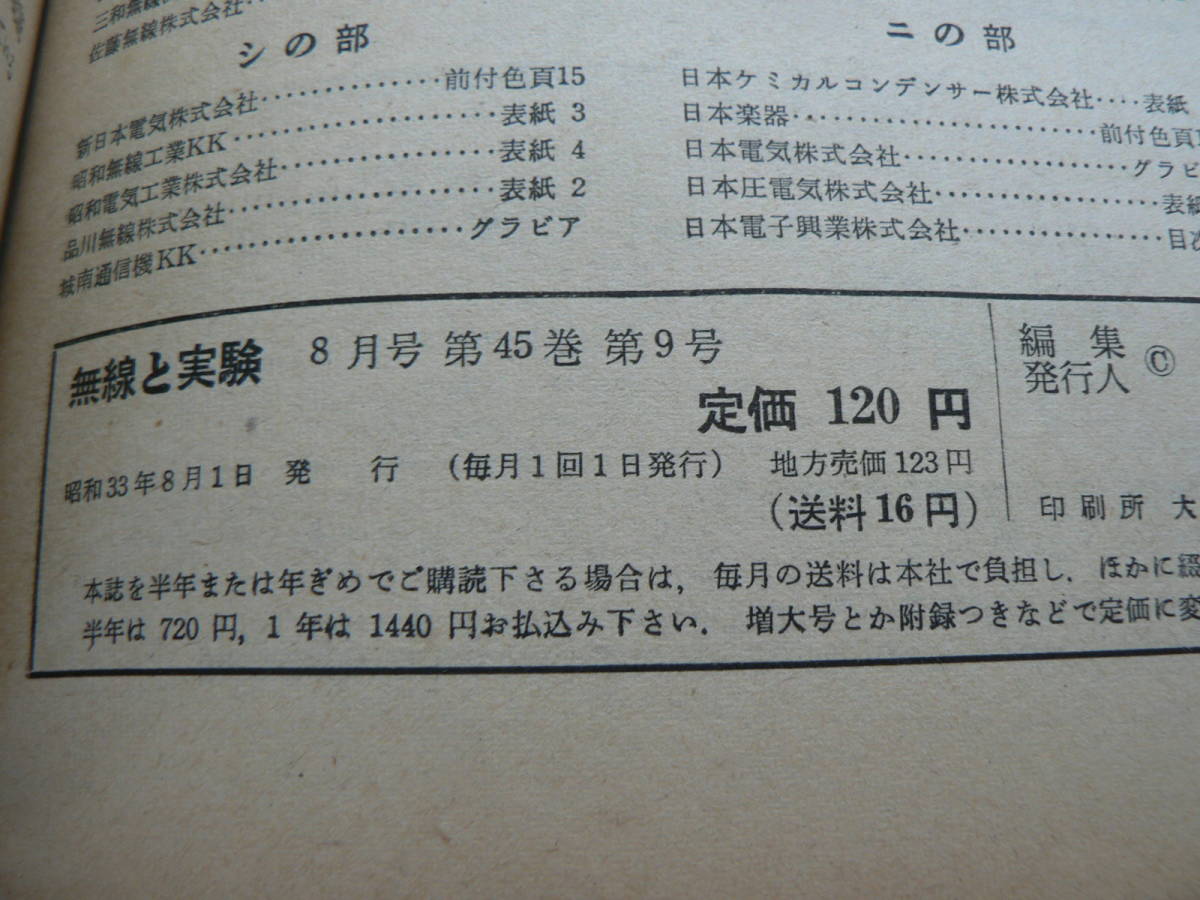 三和無線
佐藤無線株式会社‥
シの部
新日本電気株式会社‥‥‥‥‥‥‥前付色頁15
昭和無線工業KK‥‥‥‥‥‥‥‥表紙 3
昭和電気工業株式会社‥‥‥‥‥‥表紙 4
品川無線株式会社‥‥‥‥‥‥‥‥表紙 2
城南通信機KK‥‥‥‥‥‥‥‥グラビア
ニの部
日本ケミカルコンデンサー株式会社‥‥表紙
日本楽器‥‥‥‥‥‥‥‥‥‥‥前付色頁
日本電気株式会社‥‥‥‥‥‥‥‥グラビ
日本圧電気株式会社‥‥‥‥‥‥‥‥表紙
日本電子興業株式会社‥‥‥‥‥‥‥目次
無線と実験 8月号 第45巻 第9号
定価 120 円
昭和33年8月1日 発 行 (毎月1回1日発行) 地方売価123円
(送料16円)
編 集
発行人 ©
印刷所 大
本誌を半年または年ぎめでご購読下さる場合は, 毎月の送料は本社で負担し. ほかに
半年は 720 円, 1 年は 1440 円お払込み下さい. 増大号とか附録つきなどで定価に変